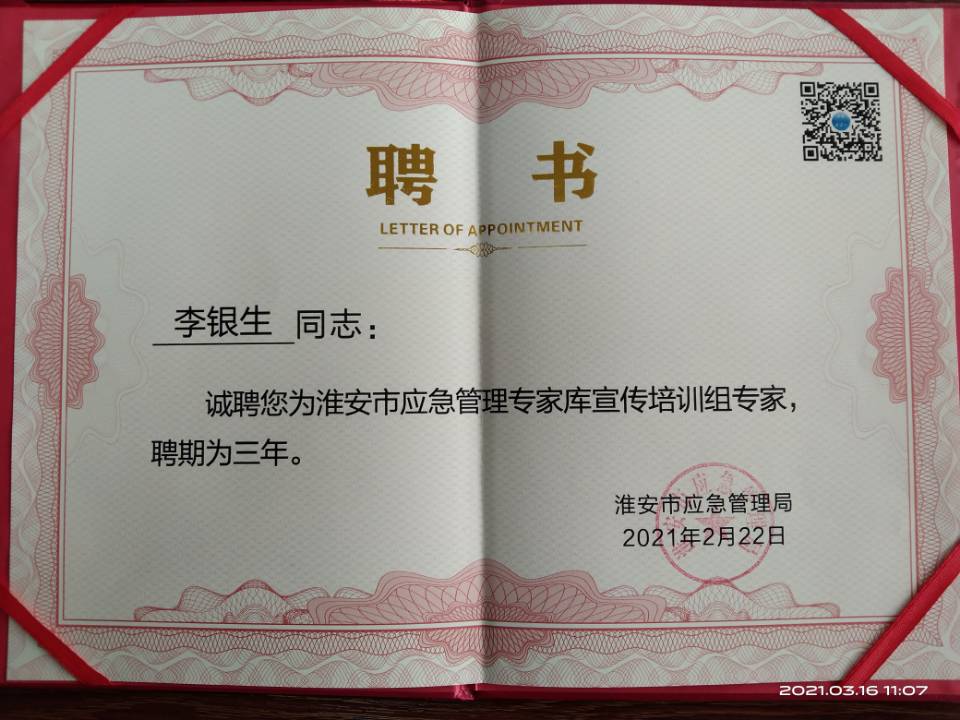 聘 书
LETTER OF APPOINTMENT
李银生 同志：
诚聘您为淮安市应急管理专家库宣传培训组专家，
聘期为三年。
淮安市应急管理局
2021年2月22日
2021.03.16 11:07